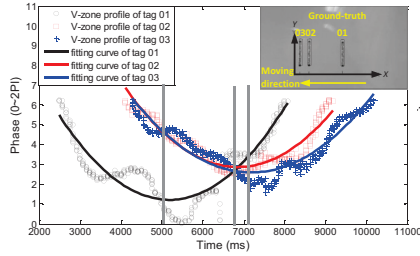 V-zone profile of tag 01
V-zone profile of tag 02
V-zone profile of tag 03
fitting curve of tag 01
fitting curve of tag 02
fitting curve of tag 03
Ground-truth
Y
0302 01
X
Moving
direction
Phase (0~2PI)
11
10
9
8
7
6
5
4
3
2
1
0
2000 3000 4000 5000 6000 7000 8000 9000 10000 11000
Time (ms)